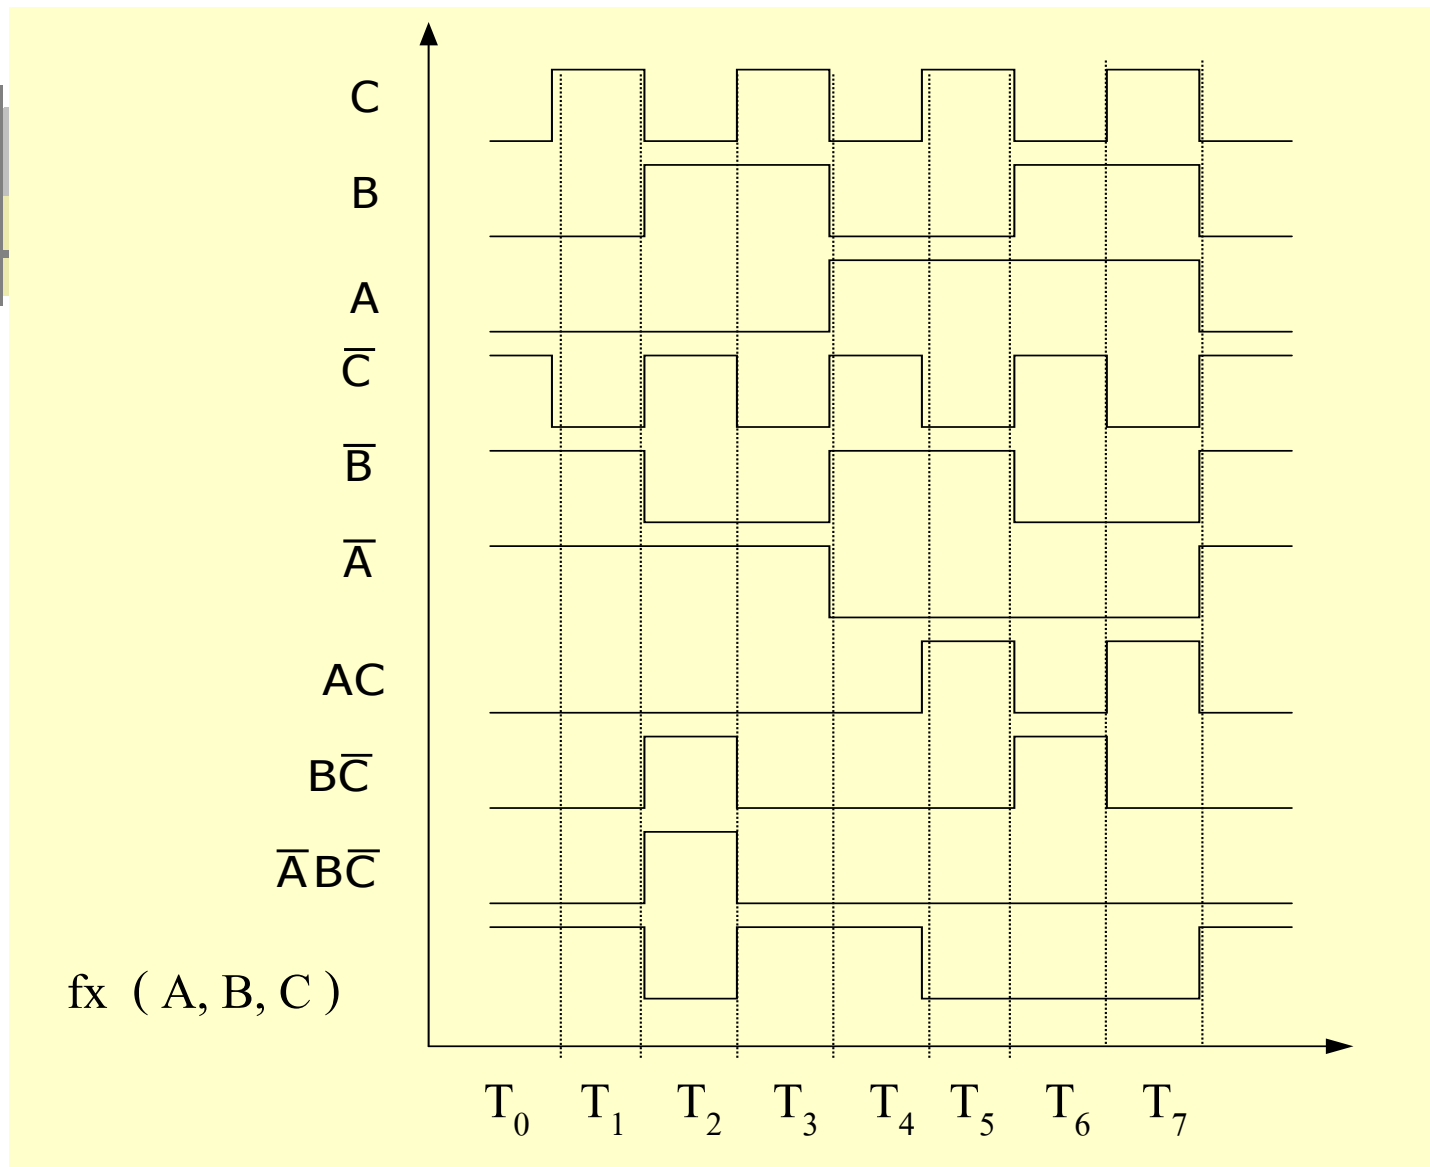 C
B
A
C̅
B̅
A̅
AC
BC̅
A̅BC̅
fx ( A, B, C )
T₀ T₁ T₂ T₃ T₄ T₅ T₆ T₇